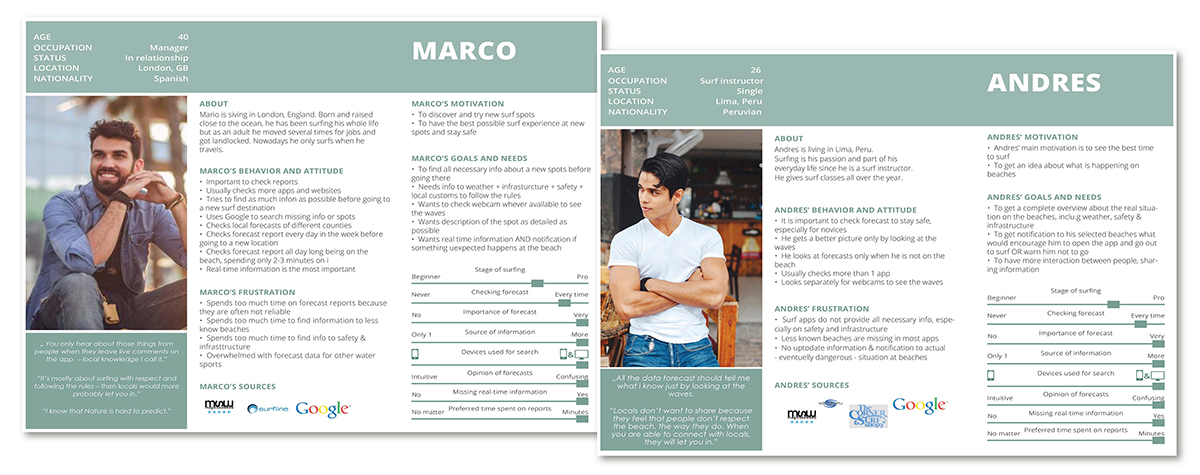 AGE 40
OCCUPATION Manager
STATUS In relationship
LOCATION London, GB
NATIONALITY Spanish
MARCO
ABOUT
Mario is siving in London, England. Born and raised
close to the ocean, he has been surfing his whole life
but as an adult he moved several times for jobs and
got landlocked. Nowadays he only surfs when he
travels.
MARCO'S BEHAVIOR AND ATTITUDE
• Important to check reports
• Usually checks more apps and websites
• Tries to find as much infon as possible before going to
a new surf destination
• Uses Google to search missing info or spots
• Checks local forecasts of different counties
• Checks forecast report every day in the week before
going to a new location
• Checks forecast report all day long being on the
beach, spending only 2-3 minutes on i
• Real-time information is the most important
MARCO'S FRUSTRATION
• Spends too much time on forecast reports because
they are often not reliable
• Spends too much time to find information to less
know beaches
• Spends too much time to find info to safety &
infrasttructure
• Overwhelmed with forecast data for other water
sports
MARCO'S SOURCES
surfline
Google
MARCO'S MOTIVATION
• To discover and try new surf spots
• To have the best possible surf experience at new
spots and stay safe
MARCO'S GOALS AND NEEDS
• To find all necessary info about a new spots before
going there
• Needs info to weather + infrasturcture + safety +
local customs to follow the rules
• Wants to check webcam whever available to see
the waves
• Wants description of the spot as detailed as
possible
• Wants real time information AND notification if
something unexpected happens at the beach
Stage of surfing
Beginner Pro
Never Checking forecast Every time
No Importance of forecast Very
Only 1 Source of information More
Devices used for search &
Intuitive Opinion of forecasts Confusing
No Missing real-time information Yes
No matter Preferred time spent on reports Minutes
„ You only hear about those things from
people when they leave live comments on
the app – local knowledge I call it."
"It's mostly about surfing with respect and
following the rules – then locals would more
probably let you in."
"I know that Nature is hard to predict."
AGE 26
OCCUPATION Surf instructor
STATUS Single
LOCATION Lima, Peru
NATIONALITY Peruvian
ANDRES
ABOUT
Andres is living in Lima, Peru.
Surfing is his passion and part of his
everyday life since he is a surf instructor.
He gives surf classes all over the year.
ANDRES' BEHAVIOR AND ATTITUDE
• It is important to check forecast to stay safe,
especially for novices
• He gets a better picture only by looking at the
waves
• He looks at forecasts only when he is not on the
beach
• Usually checks more than 1 app
• Looks separately for webcams to see the waves
ANDRES' FRUSTRATION
• Surf apps do not provide all necessary info, espe-
cially on safety and infrastructure
• Less known beaches are missing in most apps
• No uptodate information & notification to actual
- eventually dangerous - situation at beaches
ANDRES' SOURCES
The
CORNER
SURF
SHOPS
Google
ANDRES' MOTIVATION
• Andres' main motivation is to see the best time
to surf
• To get an idea about what is happening on
beaches
ANDRES' GOALS AND NEEDS
• To get a complete overview about the real situa-
tion on the beaches, inclu.g weather, safety &
infrastructure
• To get notification to his selected beaches what
would encourage him to open the app and go out
to surf OR warn him not to go
• To have more interaction between people, shar-
ing information
Stage of surfing
Beginner Pro
Never Checking forecast Every time
No Importance of forecast Very
Only 1 Source of information More
Devices used for search &
Intuitive Opinion of forecasts Confusing
No Missing real-time information Yes
No matter Preferred time spent on reports Minutes
„All the data forecast should tell me
what I know just by looking at the
waves.
"Locals don't want to share because
they feel that people don't respect
the beach, the way they do. When
you are able to connect with locals,
they will let you in."